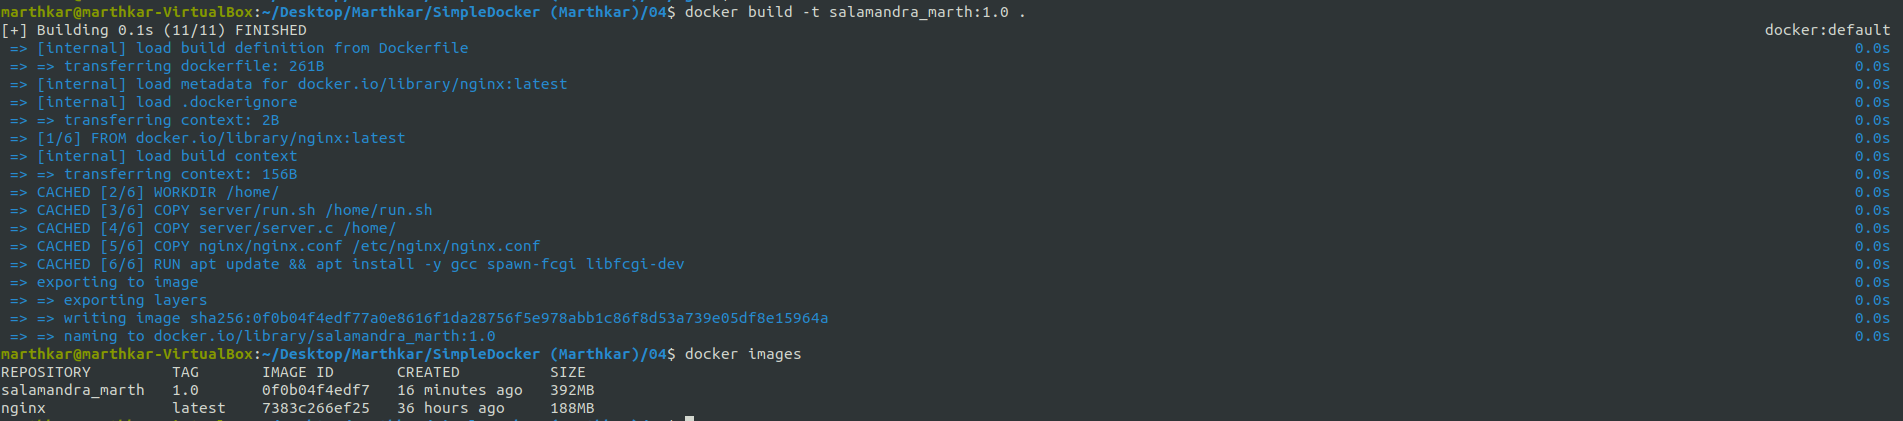 marthkar@marthkar-VirtualBox:~/Desktop/Marthkar/SimpleDocker (Marthkar)/04$ docker build -t salamandra_marth:1.0 .
[+] Building 0.1s (11/11) FINISHED docker:default
=> [internal] load build definition from Dockerfile 0.0s
=> => transferring dockerfile: 261B 0.0s
=> [internal] load metadata for docker.io/library/nginx:latest 0.0s
=> [internal] load .dockerignore 0.0s
=> => transferring context: 2B 0.0s
=> [1/6] FROM docker.io/library/nginx:latest 0.0s
=> [internal] load build context 0.0s
=> => transferring context: 156B 0.0s
=> CACHED [2/6] WORKDIR /home/ 0.0s
=> CACHED [3/6] COPY server/run.sh /home/run.sh 0.0s
=> CACHED [4/6] COPY server/server.c /home/ 0.0s
=> CACHED [5/6] COPY nginx/nginx.conf /etc/nginx/nginx.conf 0.0s
=> CACHED [6/6] RUN apt update && apt install -y gcc spawn-fcgi libfcgi-dev 0.0s
=> exporting to image 0.0s
=> => exporting layers 0.0s
=> => writing image sha256:0f0b04f4edf77a0e8616f1da28756f5e978abb1c86f8d53a739e05df8e15964a 0.0s
=> => naming to docker.io/library/salamandra_marth:1.0 0.0s
marthkar@marthkar-VirtualBox:~/Desktop/Marthkar/SimpleDocker (Marthkar)/04$ docker images
REPOSITORY TAG IMAGE ID CREATED SIZE
salamandra_marth 1.0 0f0b04f4edf7 16 minutes ago 392MB
nginx latest 7383c266ef25 36 hours ago 188MB